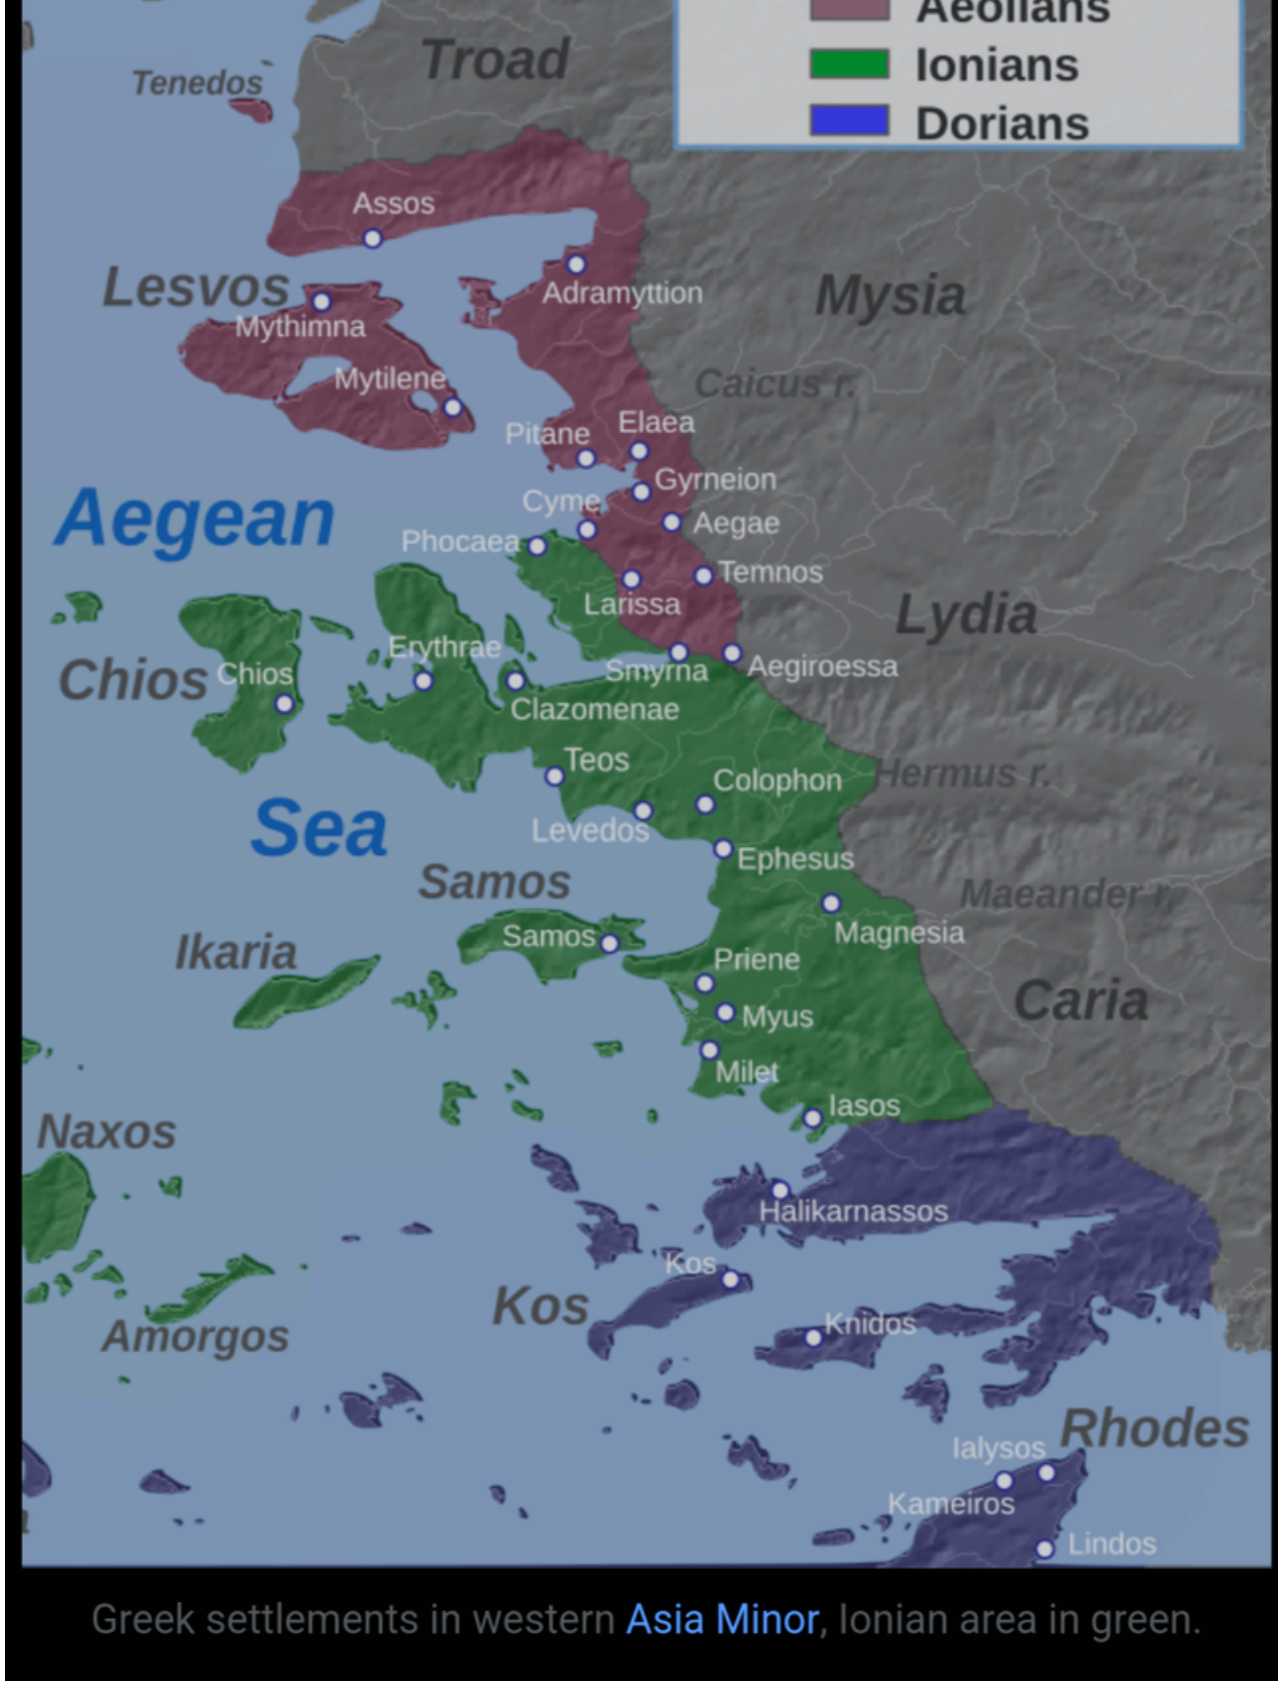 Aeolians
Ionians
Dorians
Troad
Tenedos
Assos
Lesvos
Adramyttion
Mythimna
Mysia
Mytilene
Caicus r.
Pitane
Elaea
Gyrneion
Cyme
Aegean
Aegae
Phocaea
Temnos
Larissa
Lydia
Erythrae
Smyrna
Aegiroessa
Chios
Chios
Clazomenae
Teos
Colophon
Hermus r.
Sea
Levedos
Ephesus
Samos
Maeander r.
Samos
Magnesia
Ikaria
Priene
Caria
Myus
Milet
Iasos
Naxos
Halikarnassos
Kos
Kos
Knidos
Amorgos
Rhodes
Ialysos
Kameiros
Lindos
Greek settlements in western Asia Minor, Ionian area in green.